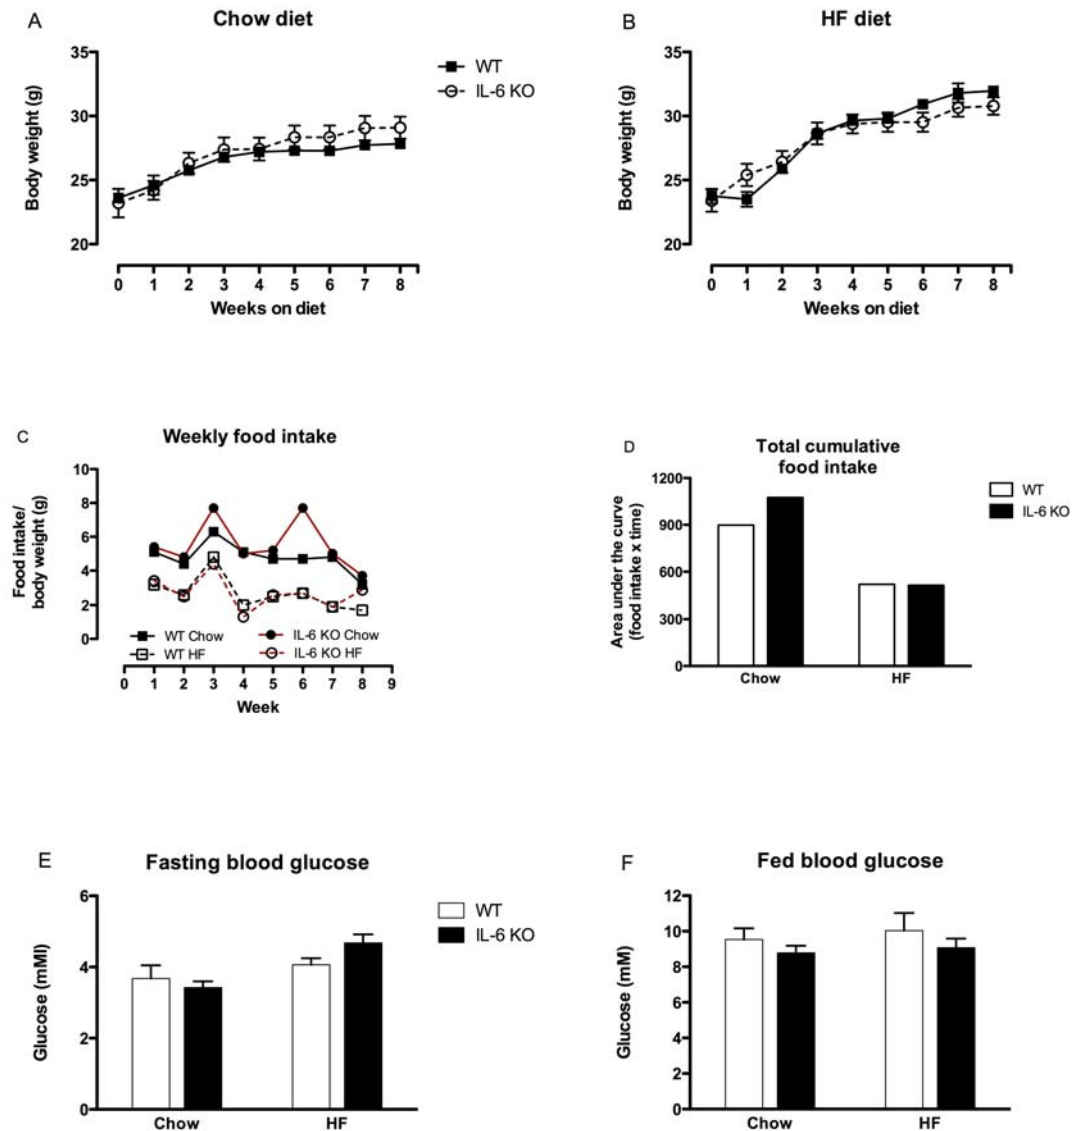 A
Chow diet
Body weight (g)
35
30
25
20
0 1 2 3 4 5 6 7 8
Weeks on diet
WT
IL-6 KO
B
HF diet
Body weight (g)
35
30
25
20
0 1 2 3 4 5 6 7 8
Weeks on diet
C
Weekly food intake
Food intake/
body weight (g)
10
8
6
4
2
0
WT Chow
IL-6 KO Chow
WT HF
IL-6 KO HF
0 1 2 3 4 5 6 7 8 9
Week
D
Total cumulative
food intake
Area under the curve
(food intake x time)
1200
900
600
300
0
Chow HF
WT
IL-6 KO
E
Fasting blood glucose
Glucose (mMl)
6
4
2
0
Chow HF
WT
IL-6 KO
F
Fed blood glucose
Glucose (mM)
12
10
8
6
4
2
0
Chow HF